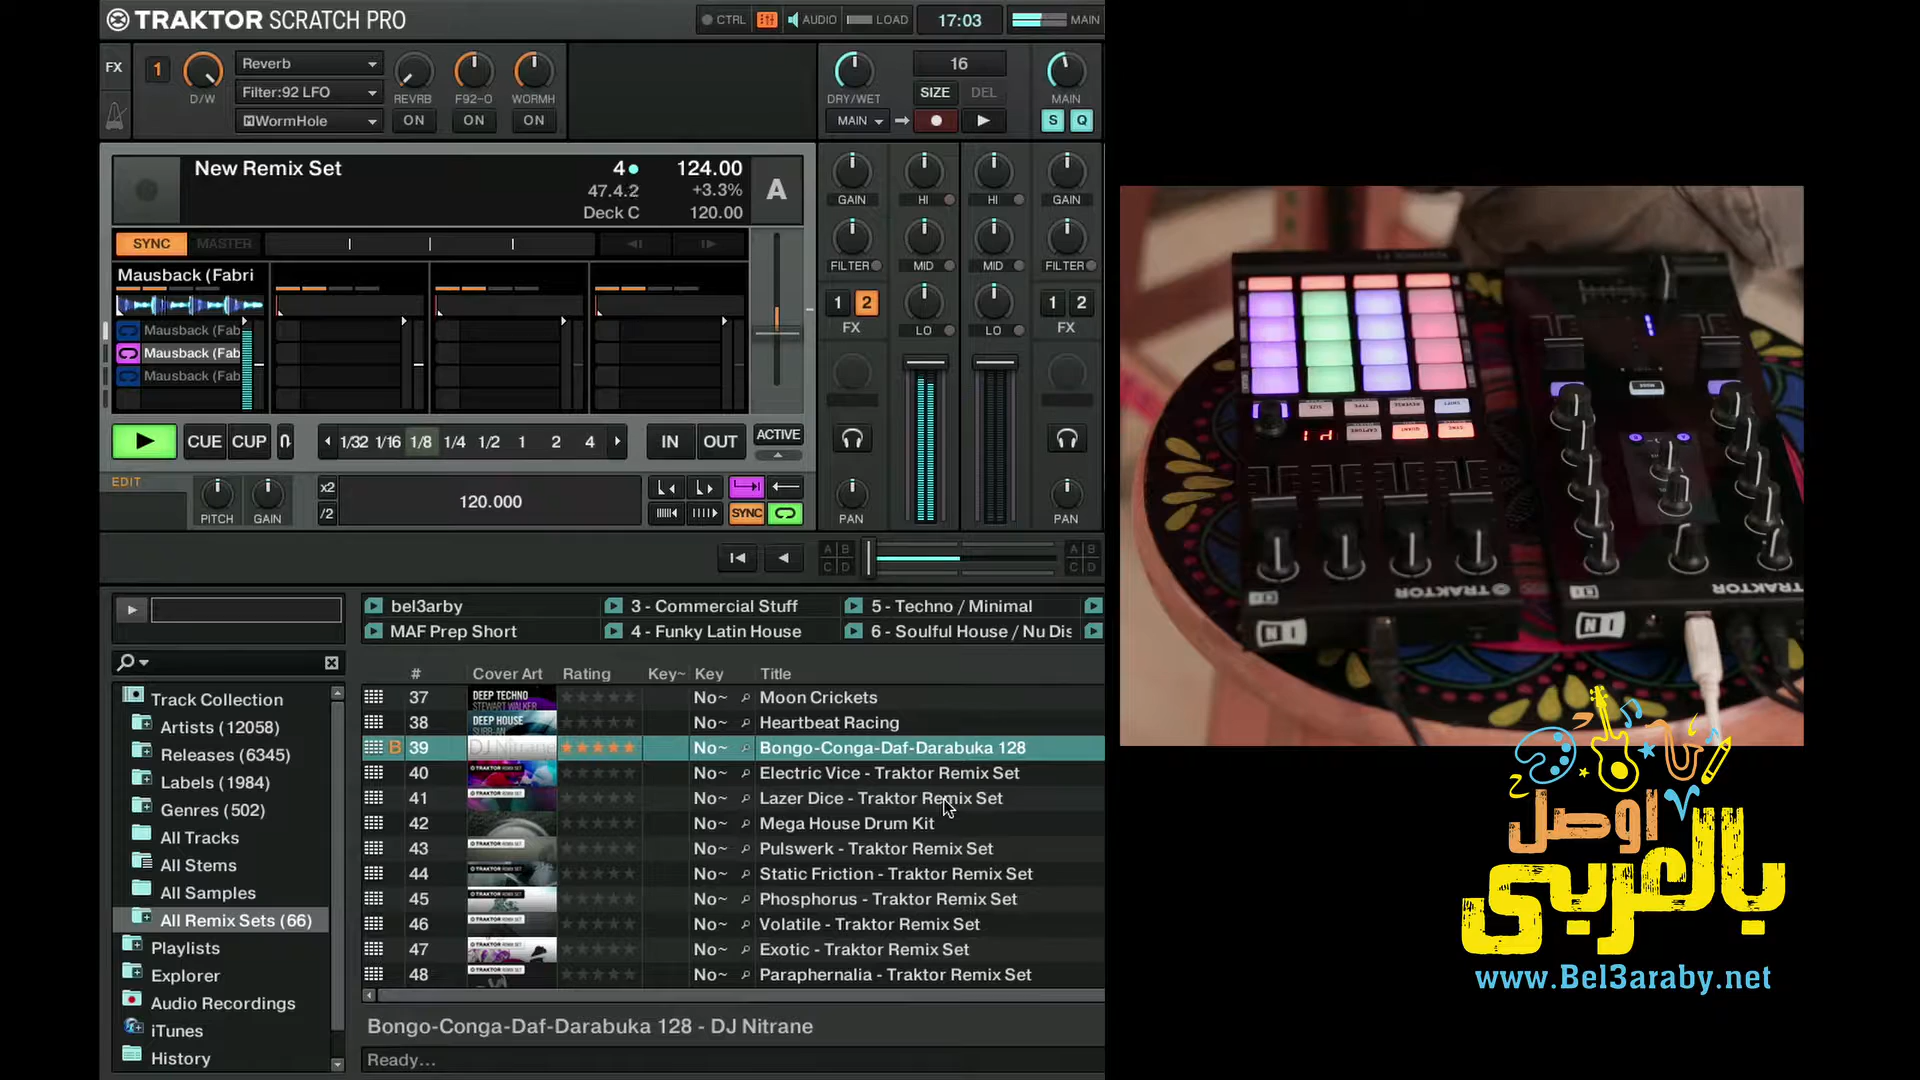 TRAKTOR SCRATCH PRO
CTRL AUDIO LOAD 17:03 MAIN
FX 1 D/W
Reverb
Filter:92 LFO
WormHole
REVRB F92-O WORMH
ON ON ON
DRY/WET 16 MAIN
SIZE DEL
MAIN S Q
New Remix Set 4 124.00
47.4.2 +3.3%
Deck C 120.00
A
SYNC MASTER
Mausback (Fabri
Mausback (Fab
Mausback (Fab
Mausback (Fab
GAIN HI HI GAIN
FILTER MID MID FILTER
1 2 1 2
FX LO LO FX
CUE CUP 1/32 1/16 1/8 1/4 1/2 1 2 4 IN OUT ACTIVE
EDIT
PITCH GAIN x2 /2 120.000 SYNC
PAN PAN
A B C D A B C D
bel3arby 3 - Commercial Stuff 5 - Techno / Minimal
MAF Prep Short 4 - Funky Latin House 6 - Soulful House / Nu Dis
# Cover Art Rating Key~ Key Title
Track Collection
Artists (12058)
Releases (6345)
Labels (1984)
Genres (502)
All Tracks
All Stems
All Samples
All Remix Sets (66)
Playlists
Explorer
Audio Recordings
iTunes
History
37 DEEP TECHNO No~ Moon Crickets
38 DEEP HOUSE No~ Heartbeat Racing
B 39 DJ Nitrane No~ Bongo-Conga-Daf-Darabuka 128
40 No~ Electric Vice - Traktor Remix Set
41 No~ Lazer Dice - Traktor Remix Set
42 No~ Mega House Drum Kit
43 No~ Pulswerk - Traktor Remix Set
44 No~ Static Friction - Traktor Remix Set
45 No~ Phosphorus - Traktor Remix Set
46 No~ Volatile - Traktor Remix Set
47 No~ Exotic - Traktor Remix Set
48 No~ Paraphernalia - Traktor Remix Set
Bongo-Conga-Daf-Darabuka 128 - DJ Nitrane
Ready...
TRAKTOR
TRAKTOR
اوصل
بالعربي
www.Bel3araby.net